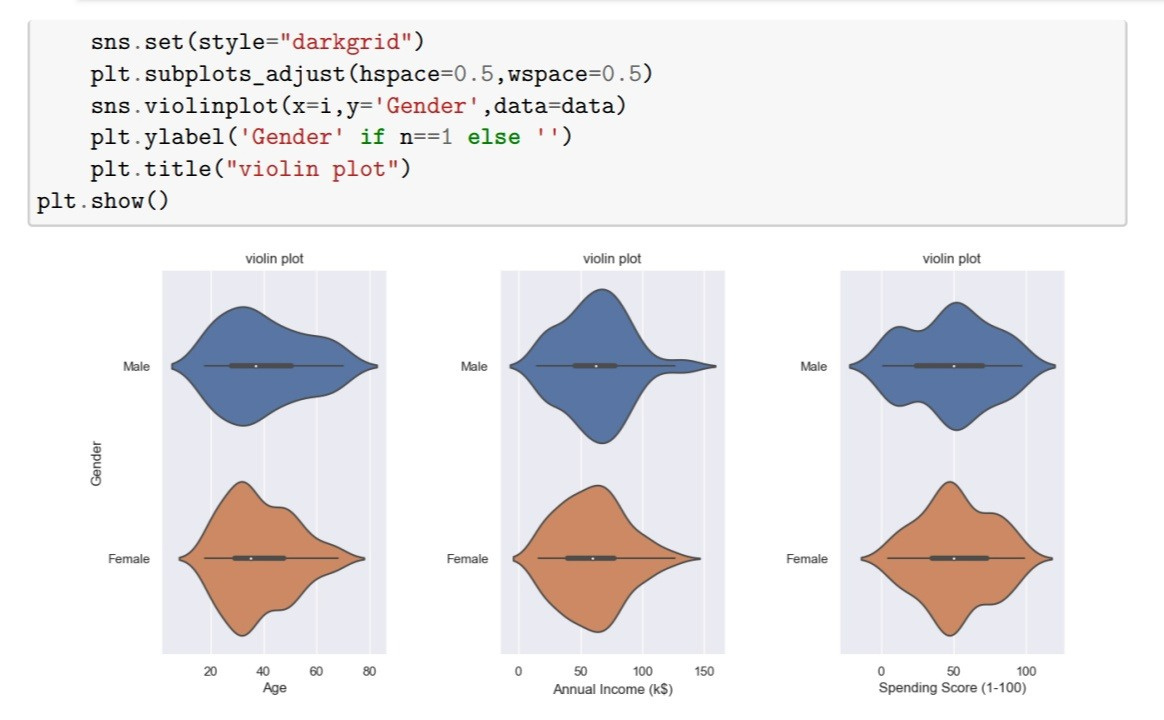 sns.set(style="darkgrid")
plt.subplots_adjust(hspace=0.5,wspace=0.5)
sns.violinplot(x=i,y='Gender',data=data)
plt.ylabel('Gender' if n==1 else '')
plt.title("violin plot")
plt.show()
violin plot
Male
Gender
Female
20 40 60 80
Age
violin plot
Male
Female
0 50 100 150
Annual Income (k$)
violin plot
Male
Female
0 50 100
Spending Score (1-100)